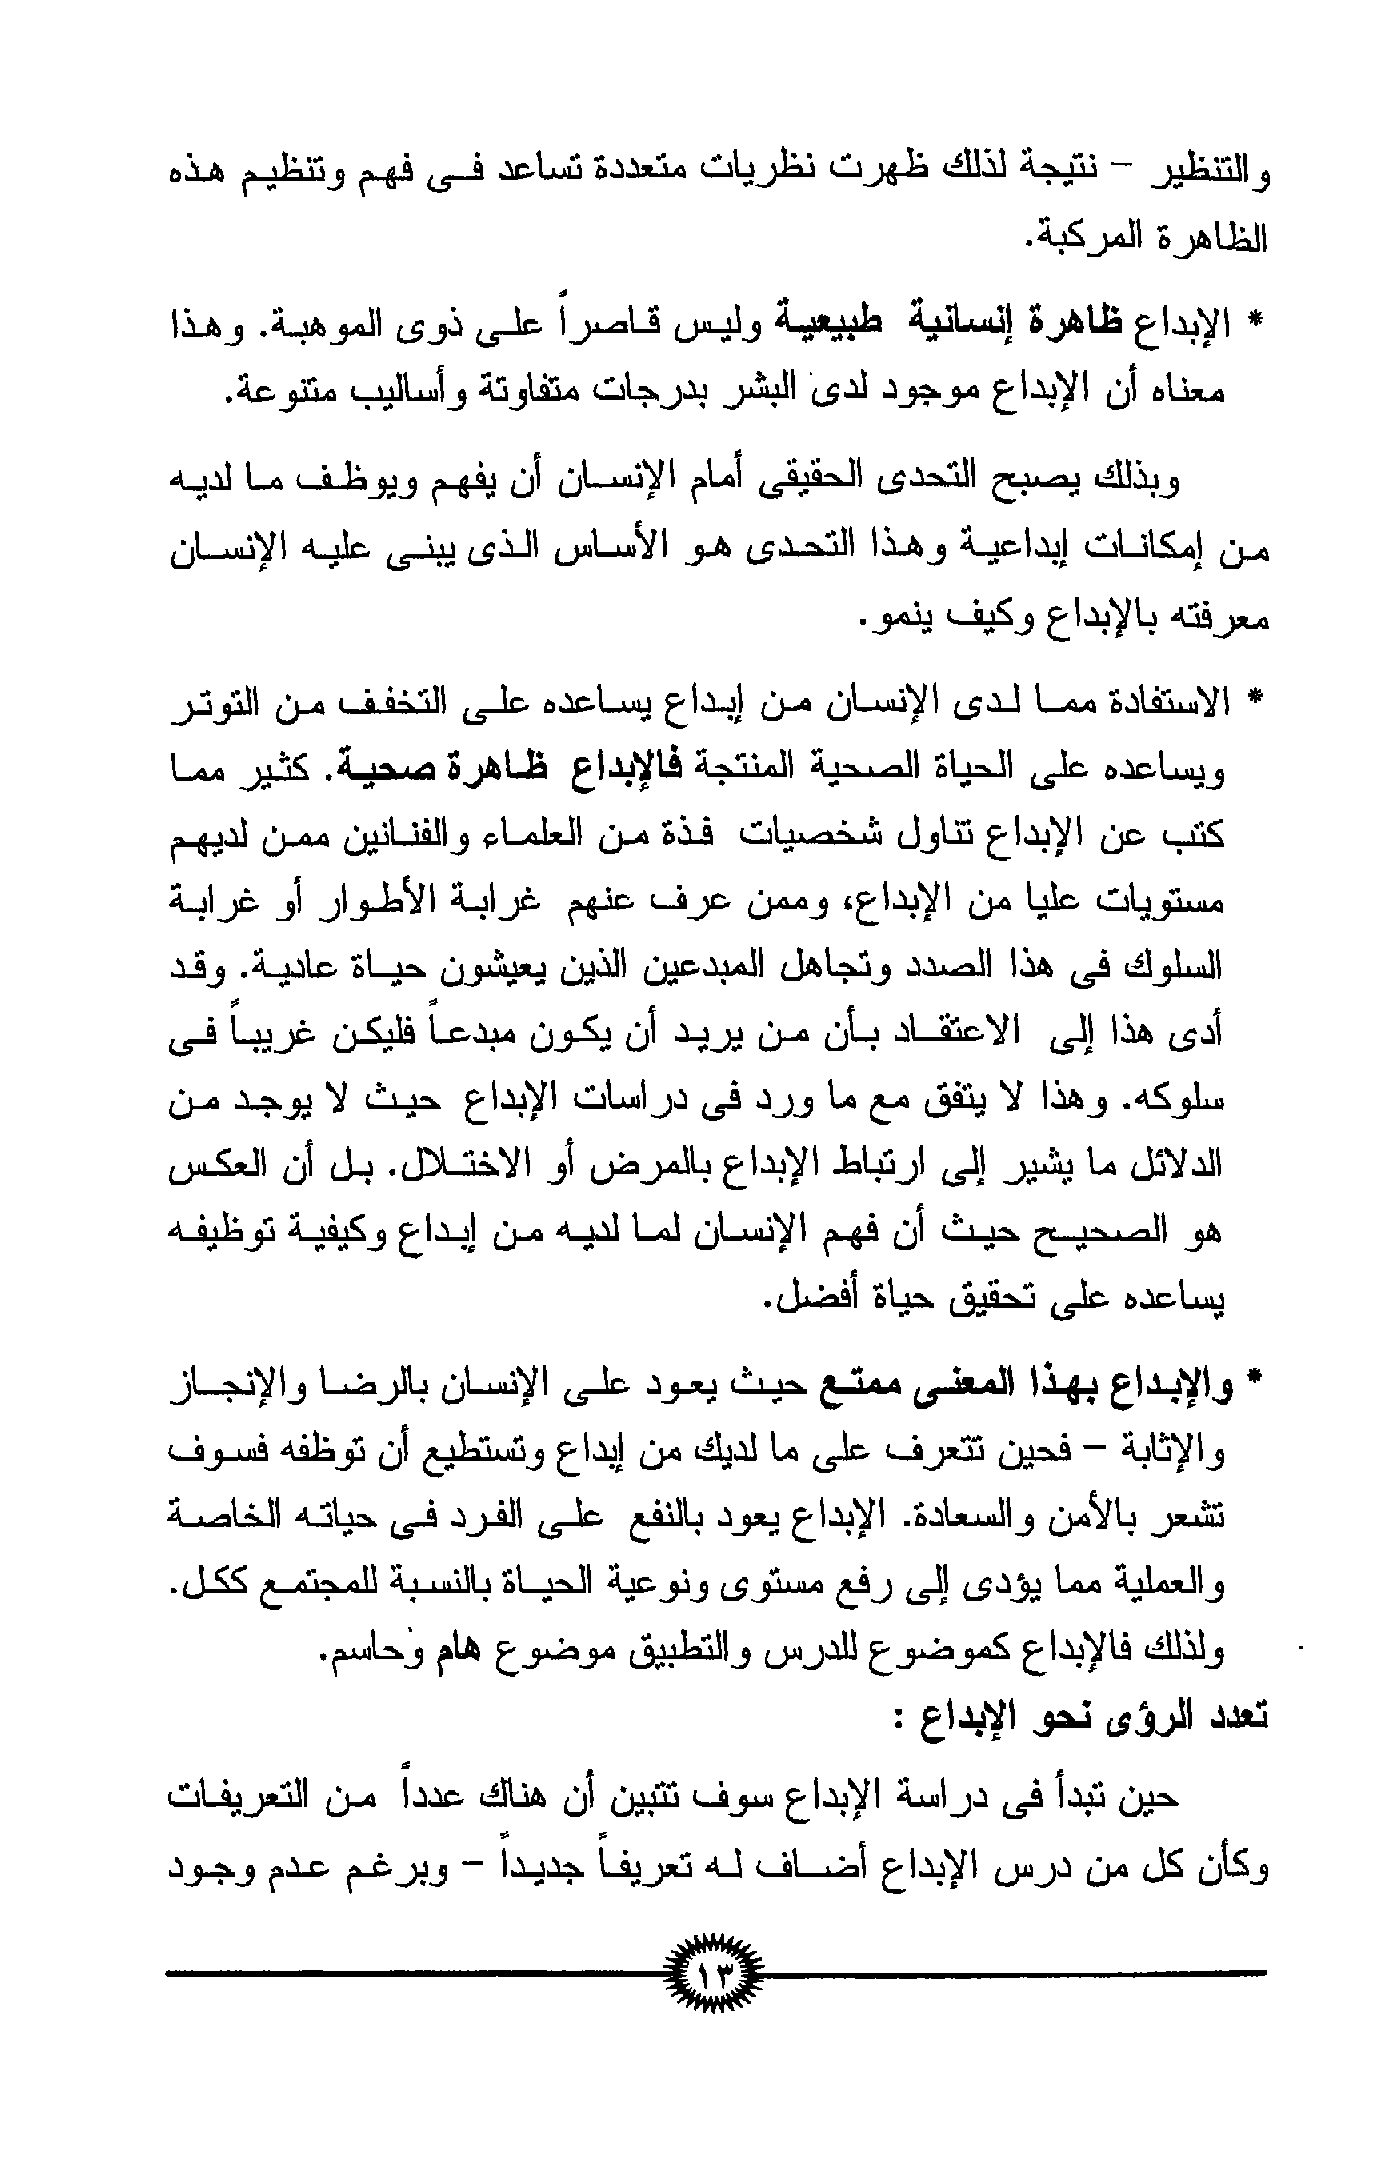 والتنظير – نتيجة لذلك ظهرت نظريات متعددة تساعد فى فهم وتنظيم هذه
الظاهرة المركبة.
* الإبداع ظاهرة إنسانية طبيعية وليس قاصراً على ذوى الموهبة. وهذا
معناه أن الإبداع موجود لدى البشر بدرجات متفاوتة وأساليب متنوعة.
وبذلك يصبح التحدى الحقيقى أمام الإنسان أن يفهم ويوظف ما لديه
من إمكانات إبداعية وهذا التحدى هو الأساس الذى يبنى عليه الإنسان
معرفته بالإبداع وكيف ينمو.
* الاستفادة مما لدى الإنسان من إبداع يساعده على التخفف من التوتر
ويساعده على الحياة الصحية المنتجة فالإبداع ظاهرة صحية. كثير مما
كتب عن الإبداع تناول شخصيات فذة من العلماء والفنانين ممن لديهم
مستويات عليا من الإبداع، وممن عرف عنهم غرابة الأطوار أو غرابة
السلوك فى هذا الصدد وتجاهل المبدعين الذين يعيشون حياة عادية. وقد
أدى هذا إلى الاعتقاد بأن من يريد أن يكون مبدعاً فليكن غريباً فى
سلوكه. وهذا لا يتفق مع ما ورد فى دراسات الإبداع حيث لا يوجد من
الدلائل ما يشير إلى ارتباط الإبداع بالمرض أو الاختلال. بل أن العكس
هو الصحيح حيث أن فهم الإنسان لما لديه من إبداع وكيفية توظيفه
يساعده على تحقيق حياة أفضل.
* والإبداع بهذا المعنى ممتع حيث يعود على الإنسان بالرضا والإنجاز
والإثابة – فحين تتعرف على ما لديك من إبداع وتستطيع أن توظفه فسوف
تشعر بالأمن والسعادة. الإبداع يعود بالنفع على الفرد فى حياته الخاصة
والعملية مما يؤدى إلى رفع مستوى ونوعية الحياة بالنسبة للمجتمع ككل.
ولذلك فالإبداع كموضوع للدرس والتطبيق موضوع هام وحاسم.
تعدد الرؤى نحو الإبداع :
حين تبدأ فى دراسة الإبداع سوف تتبين أن هناك عدداً من التعريفات
وكأن كل من درس الإبداع أضاف له تعريفاً جديداً – وبرغم عدم وجود
١٣